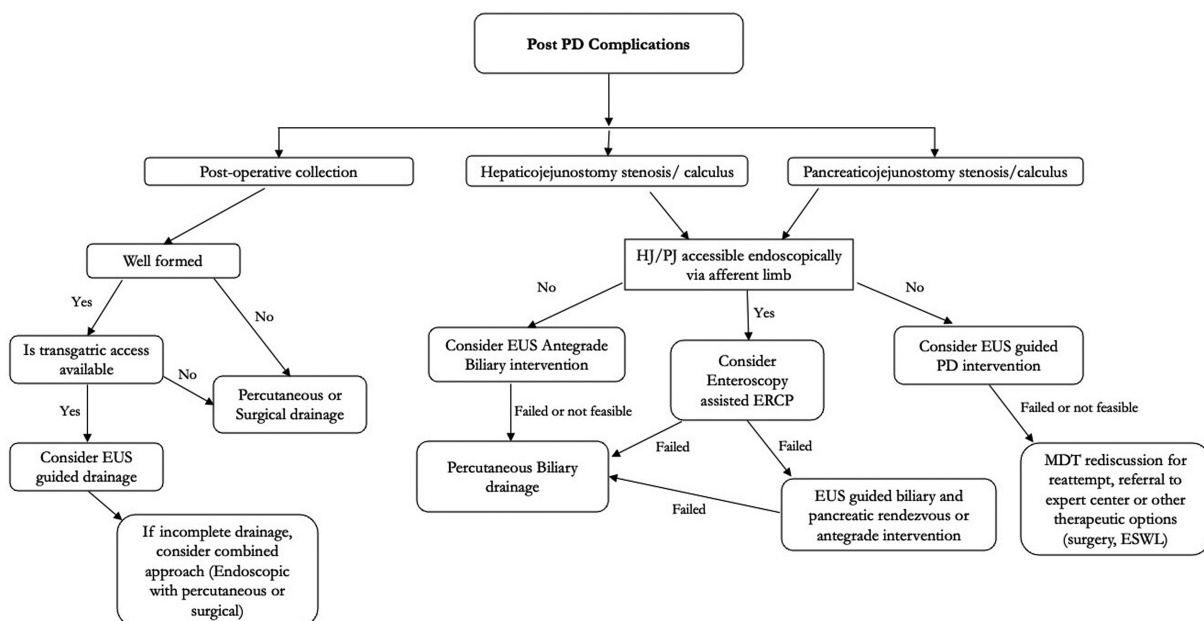 Post PD Complications
Post-operative collection
Hepaticojejunostomy stenosis/ calculus
Pancreaticojejunostomy stenosis/calculus
Well formed
HJ/PJ accessible endoscopically
via afferent limb
Yes
No
No
Yes
No
Is transgatric access
available
No
Percutaneous or
Surgical drainage
Consider EUS Antegrade
Biliary intervention
Consider
Enteroscopy
assisted ERCP
Consider EUS guided
PD intervention
Yes
Failed or not feasible
Failed
Failed
Failed or not feasible
Consider EUS
guided drainage
Percutaneous Biliary
drainage
Failed
EUS guided biliary and
pancreatic rendezvous or
antegrade intervention
MDT rediscussion for
reattempt, referral to
expert center or other
therapeutic options
(surgery, ESWL)
If incomplete drainage,
consider combined
approach (Endoscopic
with percutaneous or
surgical)